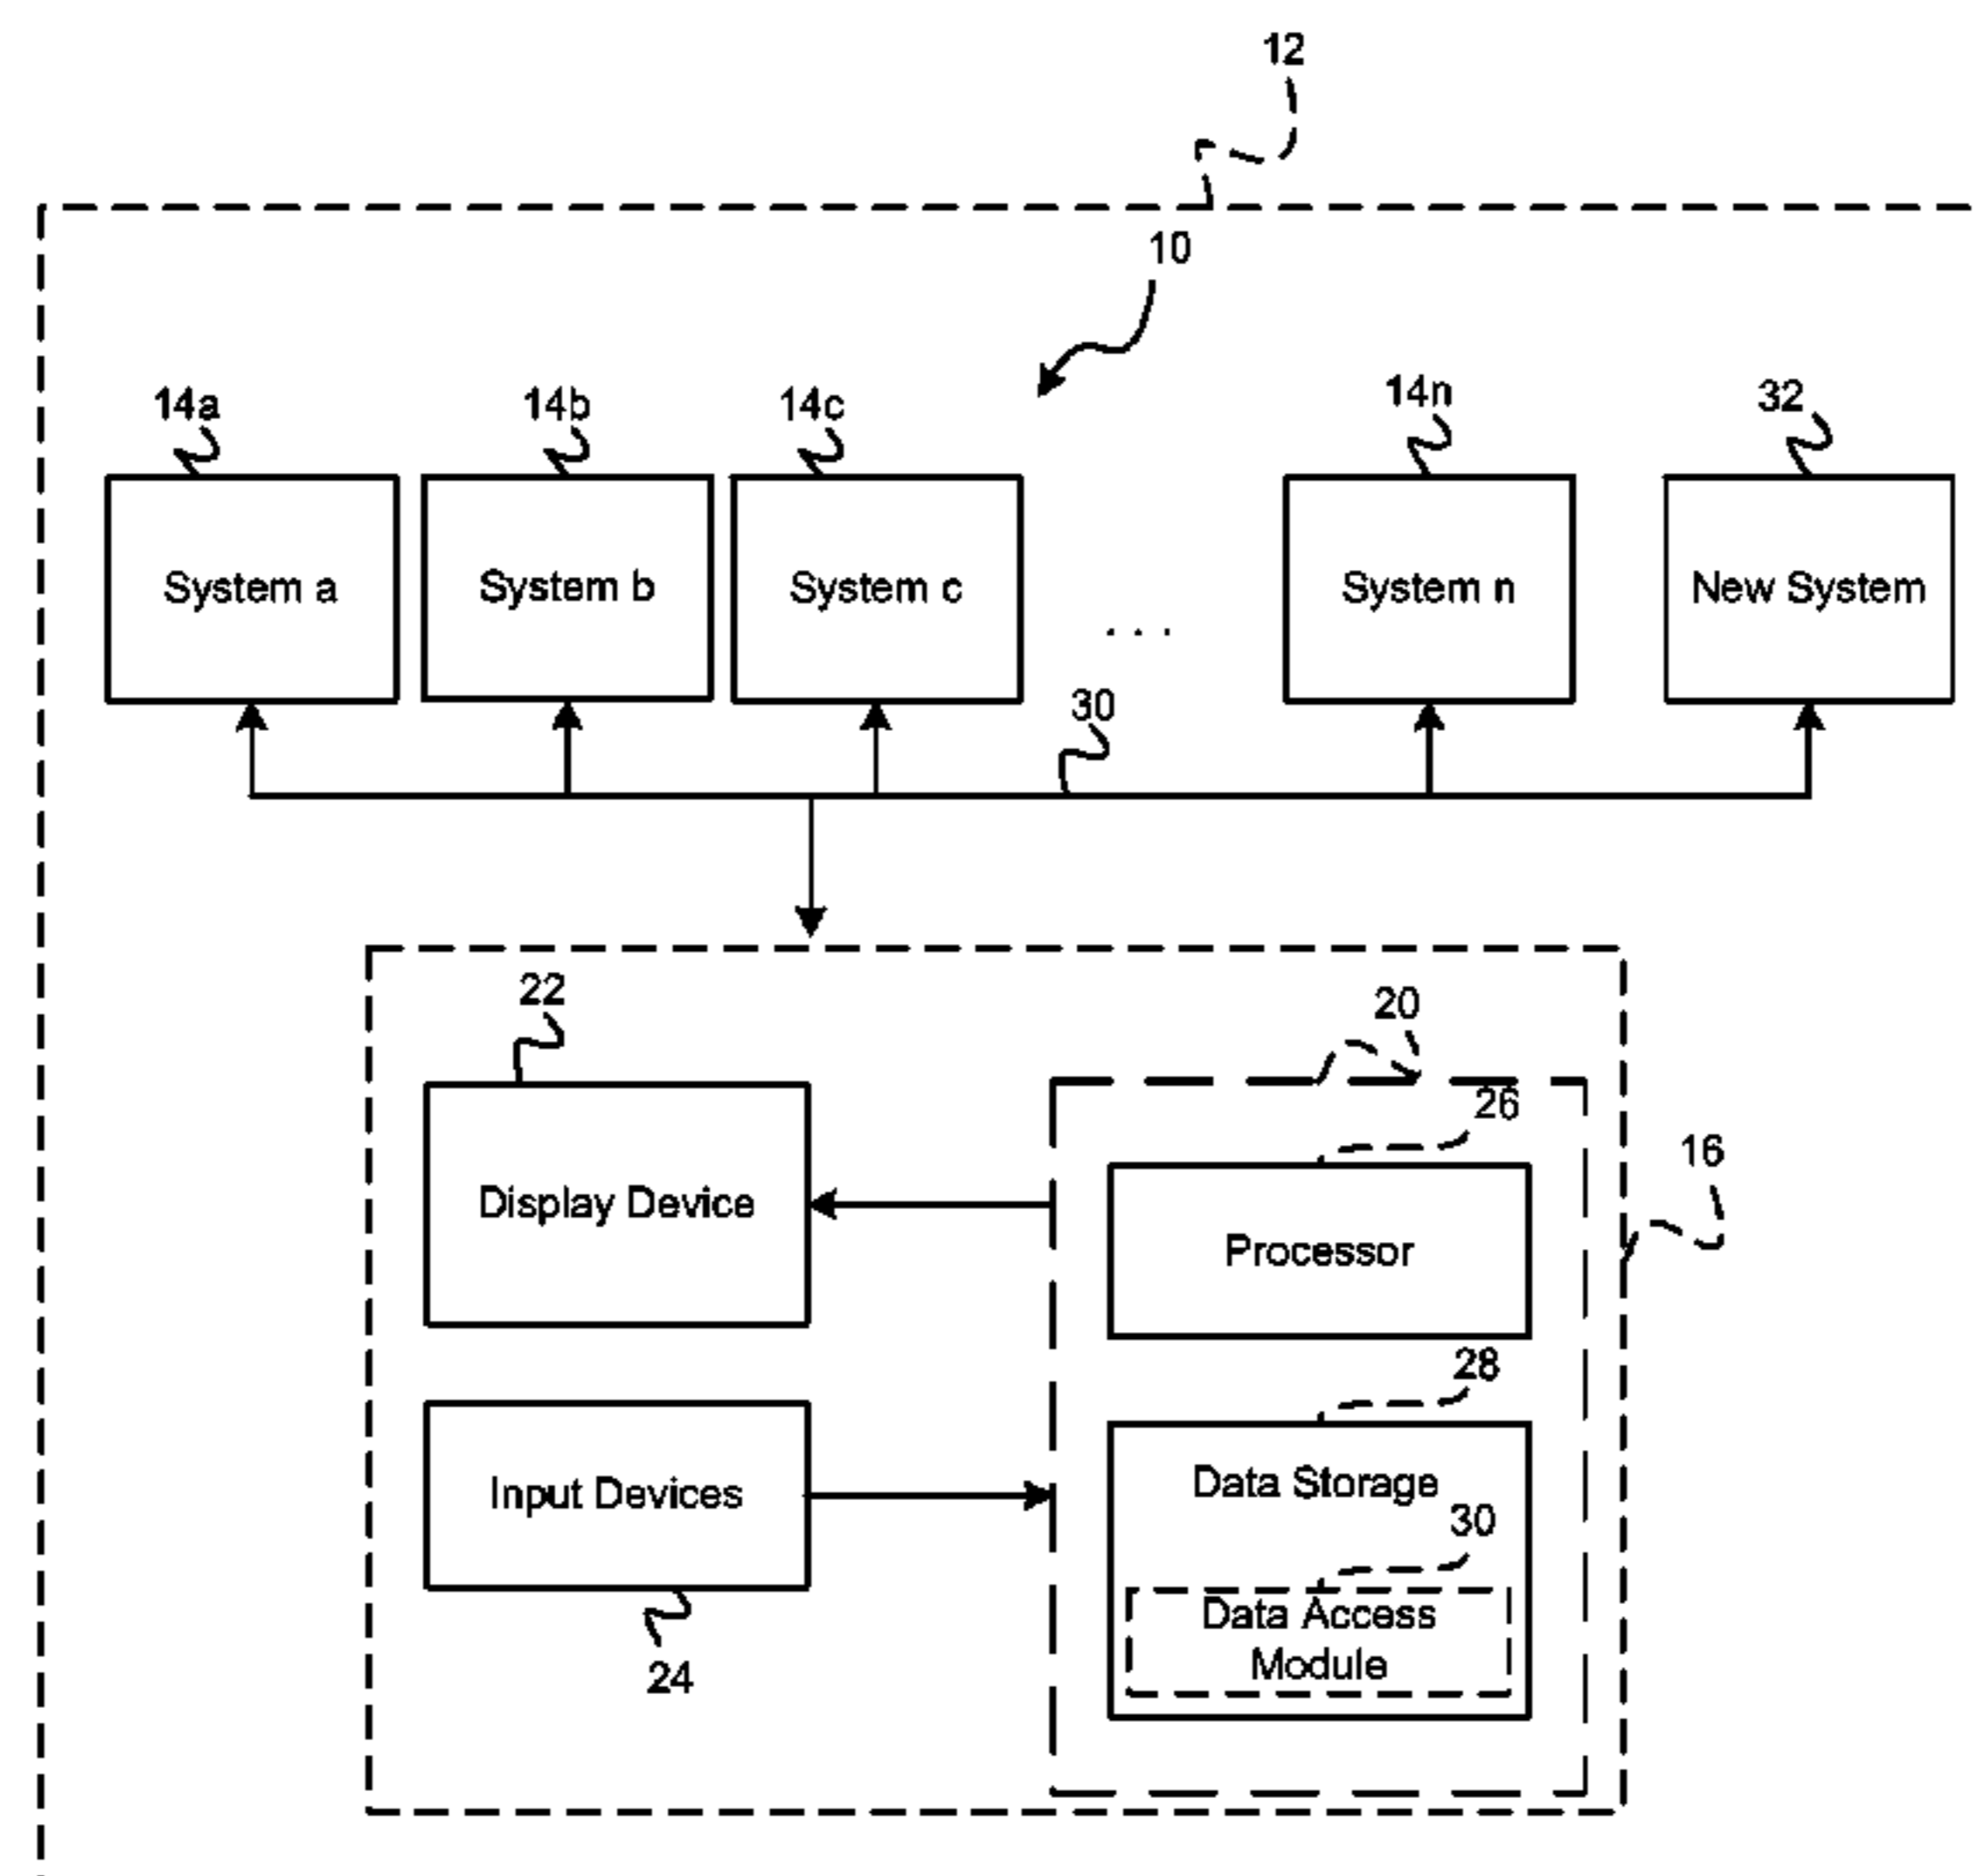 12
10
14a
14b
14c
14n
32
System a
System b
System c
. . .
System n
New System
30
22
20
26
16
Display Device
Processor
28
Input Devices
Data Storage
30
Data Access
Module
24